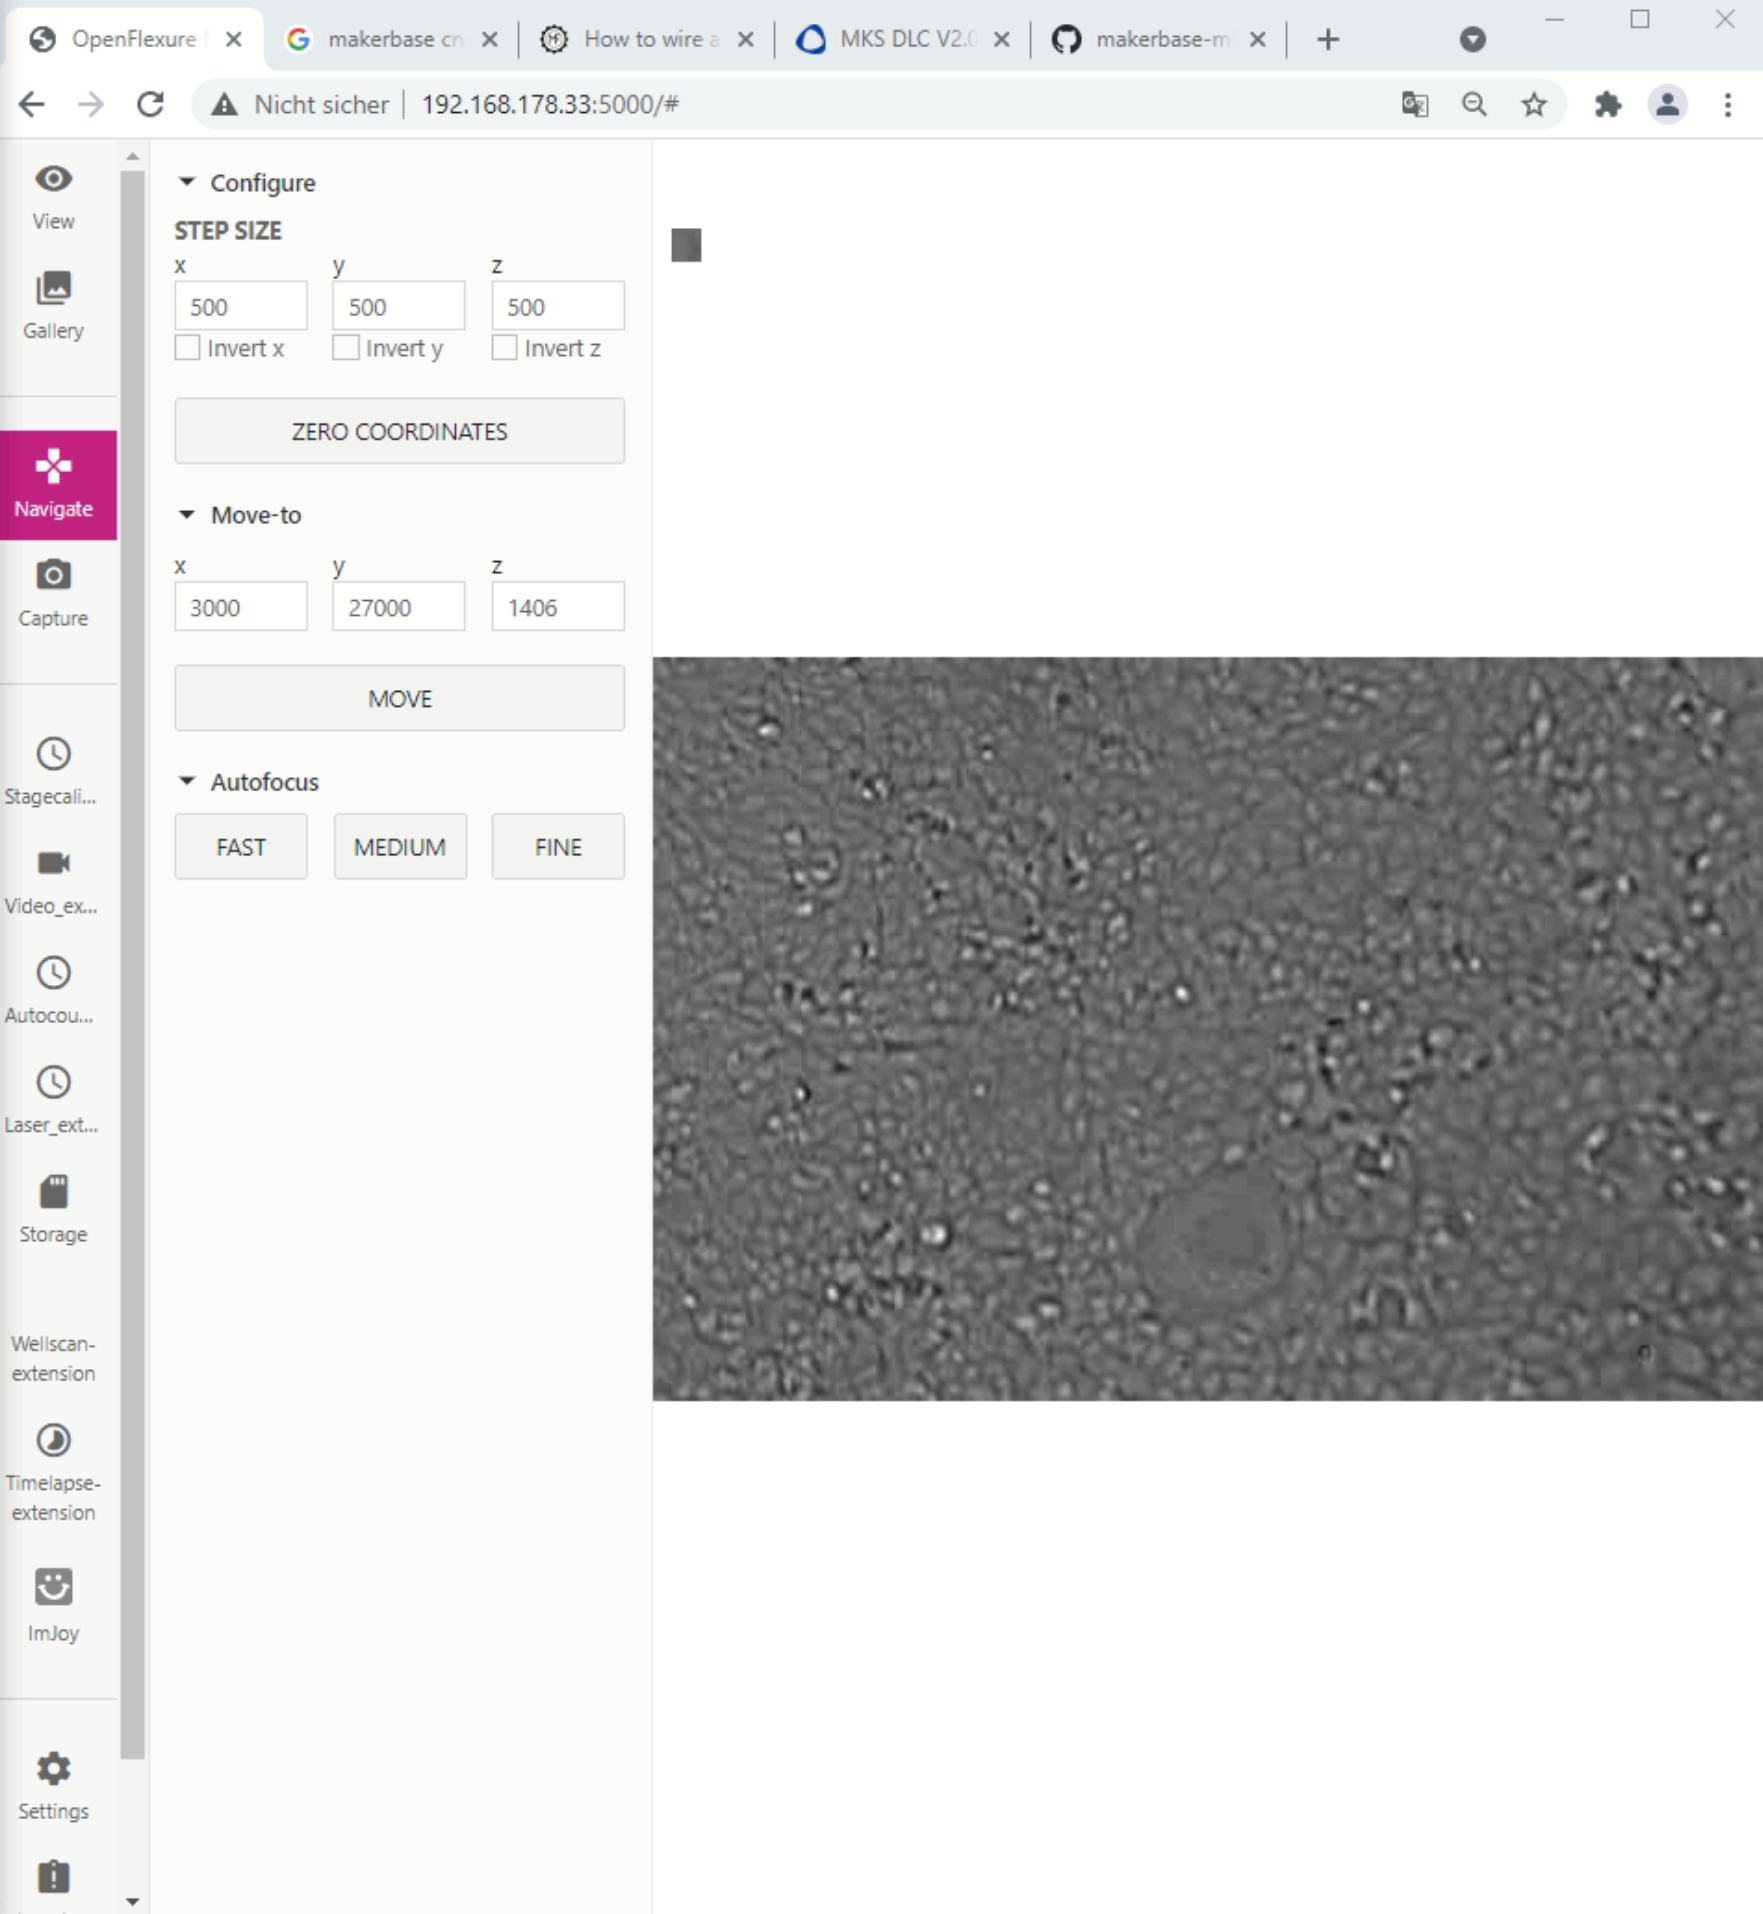 OpenFlexure
makerbase cn
How to wire a
MKS DLC V2.0
makerbase-m
Nicht sicher
192.168.178.33:5000/#
View
Gallery
Navigate
Capture
Stagecali...
Video_ex...
Autocou...
Laser_ext...
Storage
Wellscan-
extension
Timelapse-
extension
ImJoy
Settings
Configure
STEP SIZE
x y z
500 500 500
Invert x Invert y Invert z
ZERO COORDINATES
Move-to
x y z
3000 27000 1406
MOVE
Autofocus
FAST MEDIUM FINE